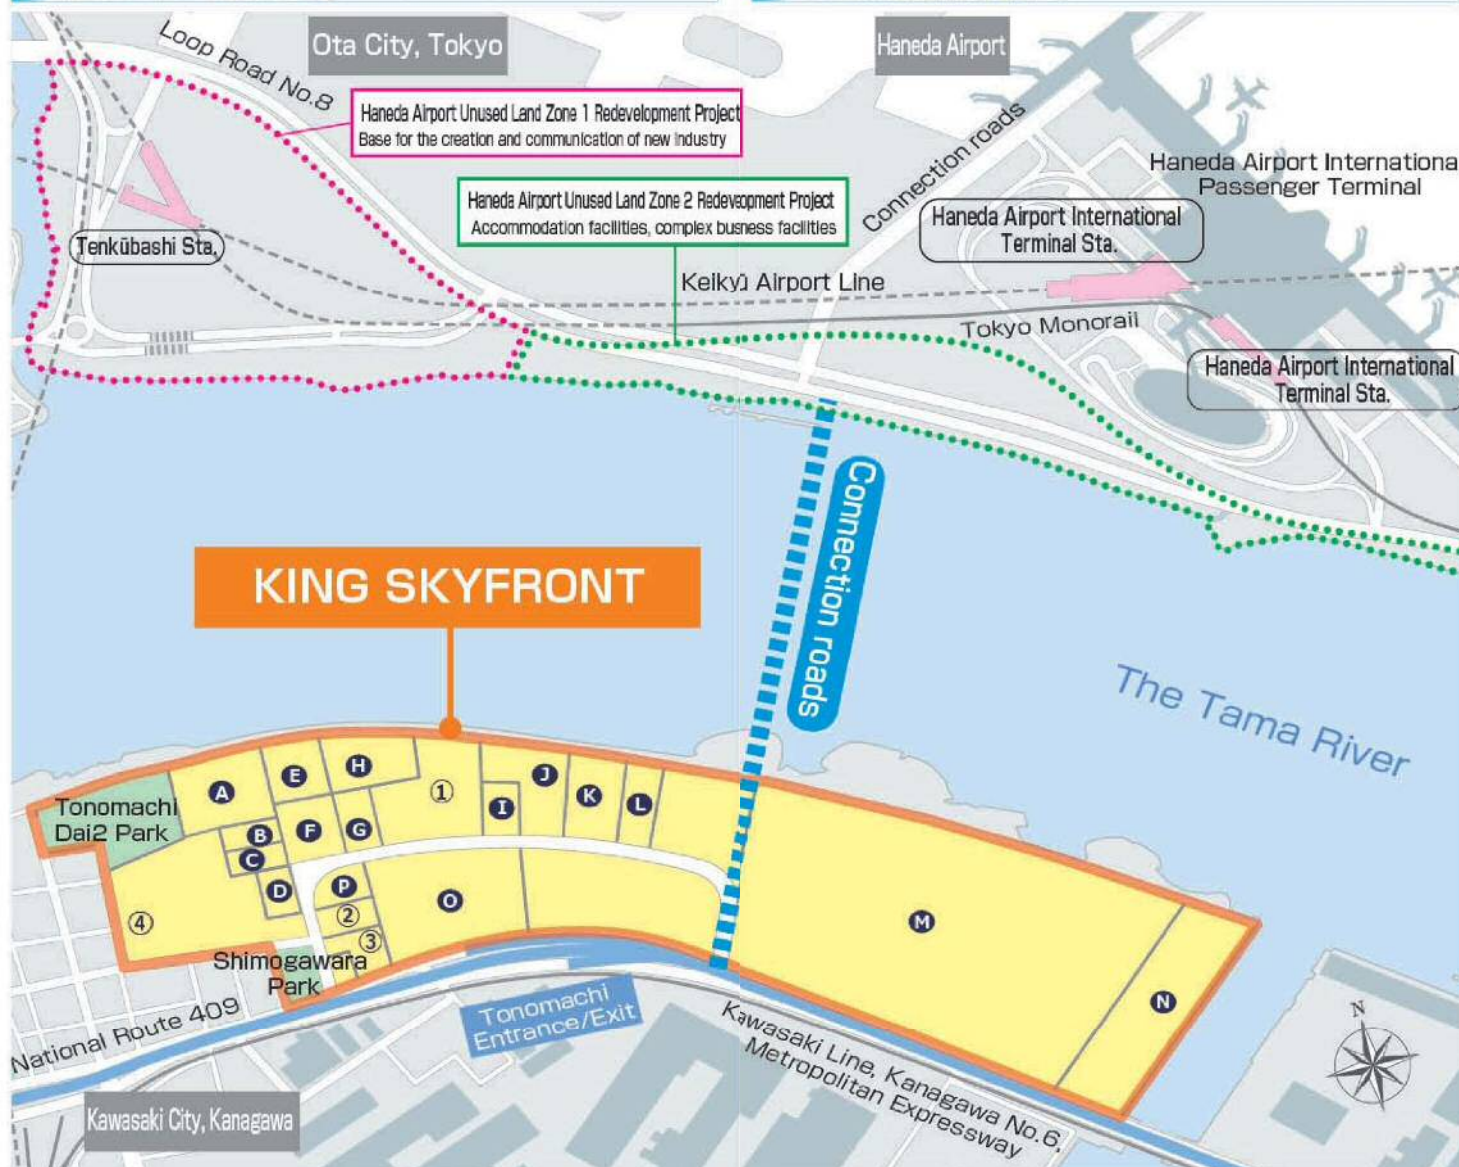 Ota City, Tokyo
Haneda Airport
Loop Road No.8
Haneda Airport Unused Land Zone 1 Redevelopment Project
Base for the creation and communication of new industry
Connection roads
Haneda Airport Internationa
Passenger Terminal
Haneda Airport Unused Land Zone 2 Redeveopment Project
Accommodation facilities, complex busness facilities
Haneda Airport International
Terminal Sta.
Tenkūbashi Sta.
Keikyū Airport Line
Tokyo Monorail
Haneda Airport International
Terminal Sta.
Connection roads
KING SKYFRONT
The Tama River
Tonomachi
Dai2 Park
A
E
H
①
J
I
K
L
B
F
G
C
D
P
O
②
③
④
M
N
Shimogawara
Park
National Route 409
Tonomachi
Entrance/Exit
Kawasaki Line, Kanagawa No.6,
Metropolitan Expressway
N
Kawasaki City, Kanagawa